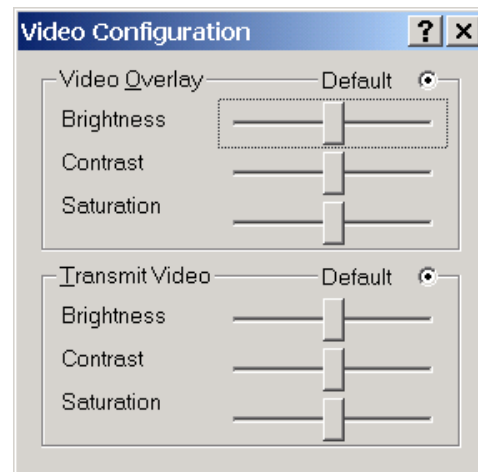 Video Configuration ? ×
Video Overlay Default
Brightness
Contrast
Saturation
Transmit Video Default
Brightness
Contrast
Saturation